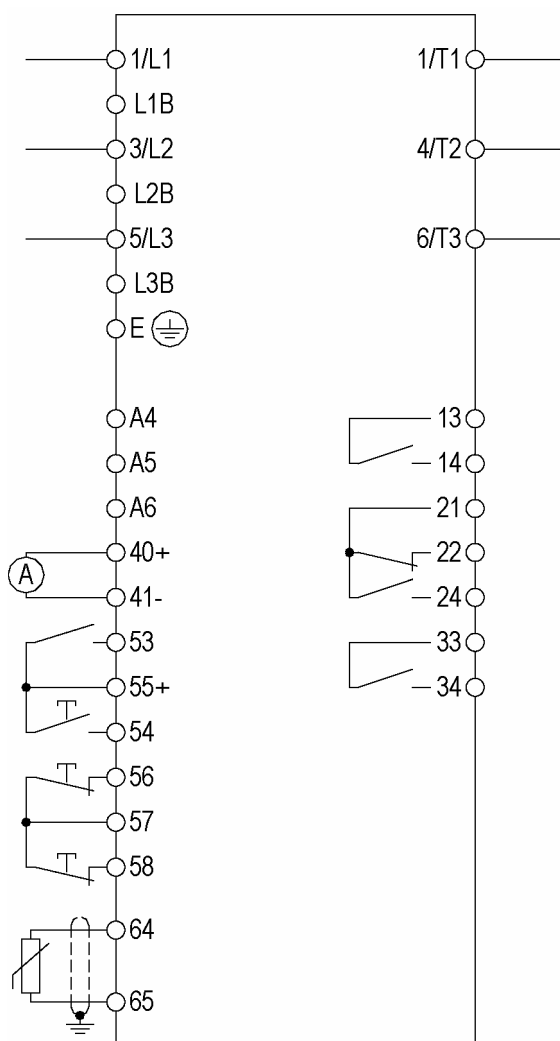 1/L1 1/T1
L1B
3/L2 4/T2
L2B
5/L3 6/T3
L3B
E
A4 13
A5 14
A6 21
40+ 22
A
41- 24
53 33
55+ 34
54
56
57
58
64
65